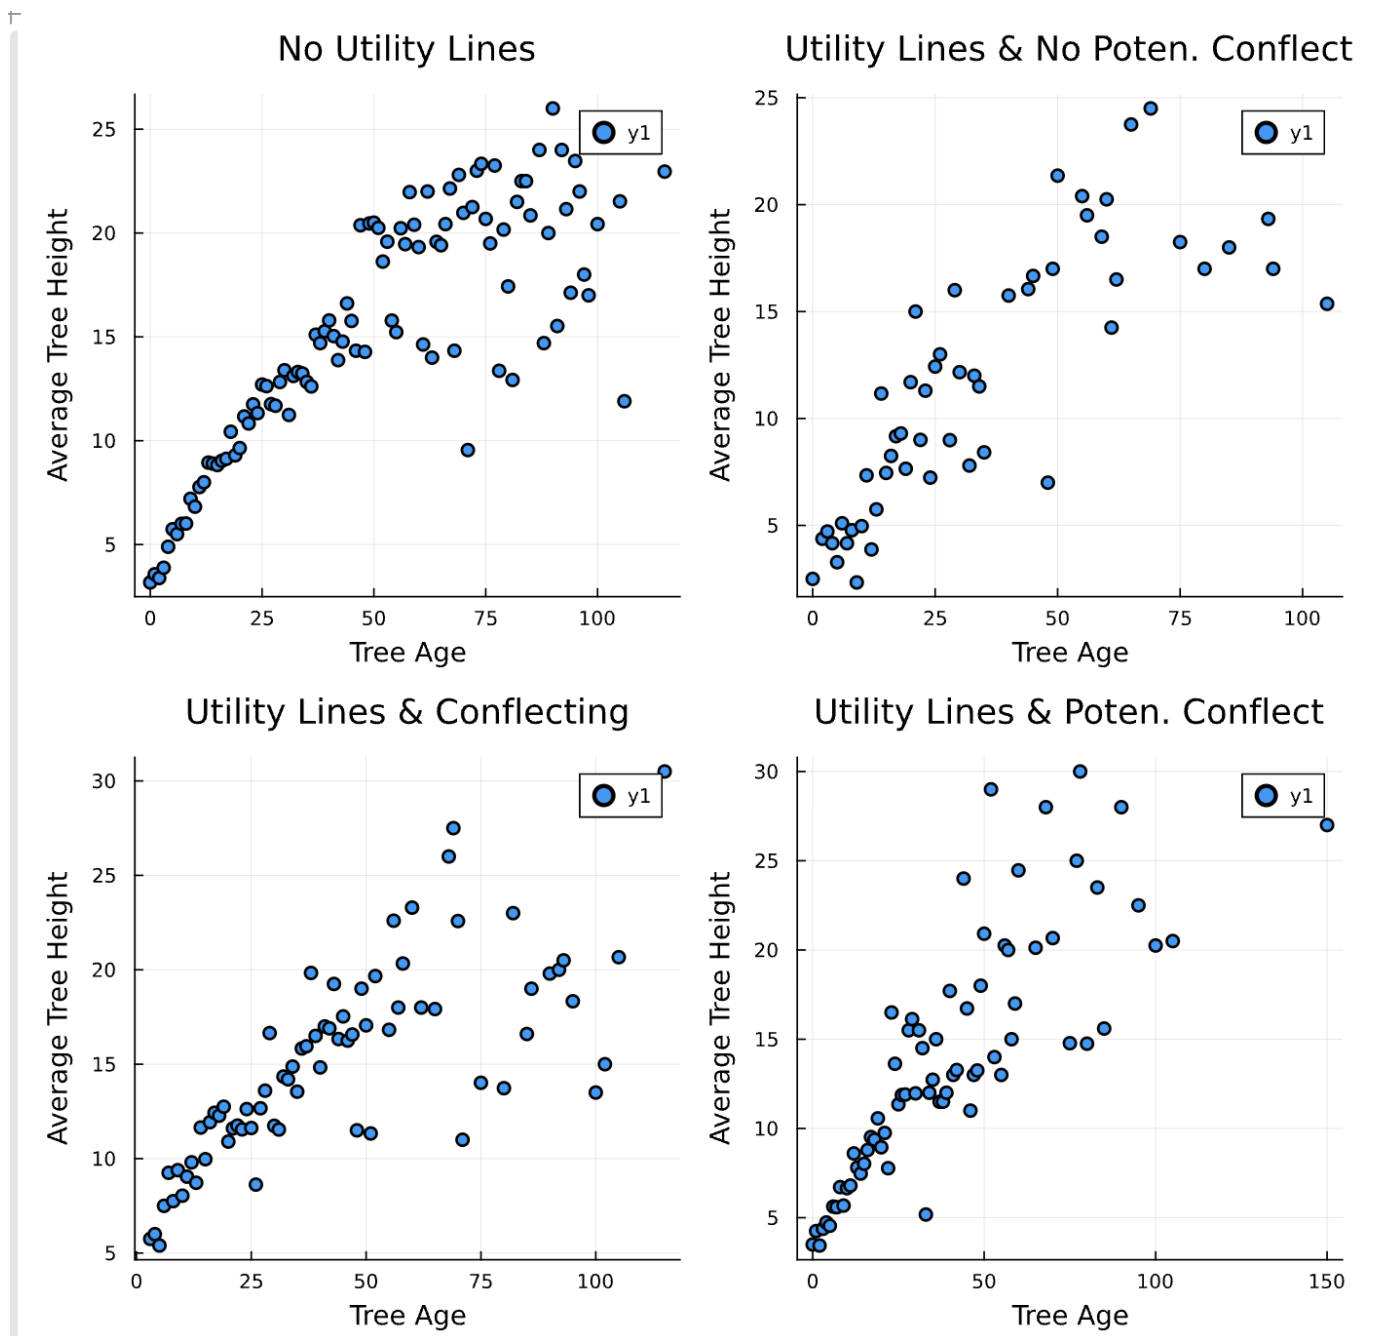 No Utility Lines
Average Tree Height
25
20
15
10
5
0 25 50 75 100
Tree Age
y1
Utility Lines & No Poten. Conflect
Average Tree Height
25
20
15
10
5
0 25 50 75 100
Tree Age
y1
Utility Lines & Conflecting
Average Tree Height
30
25
20
15
10
5
0 25 50 75 100
Tree Age
y1
Utility Lines & Poten. Conflect
Average Tree Height
30
25
20
15
10
5
0 50 100 150
Tree Age
y1